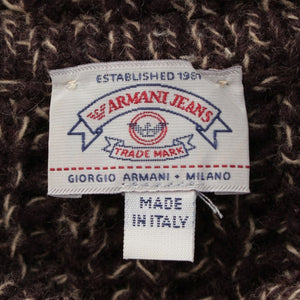 ESTABLISHED 1981
ARMANI JEANS
TRADE MARK
GIORGIO ARMANI • MILANO
MADE
IN ITALY